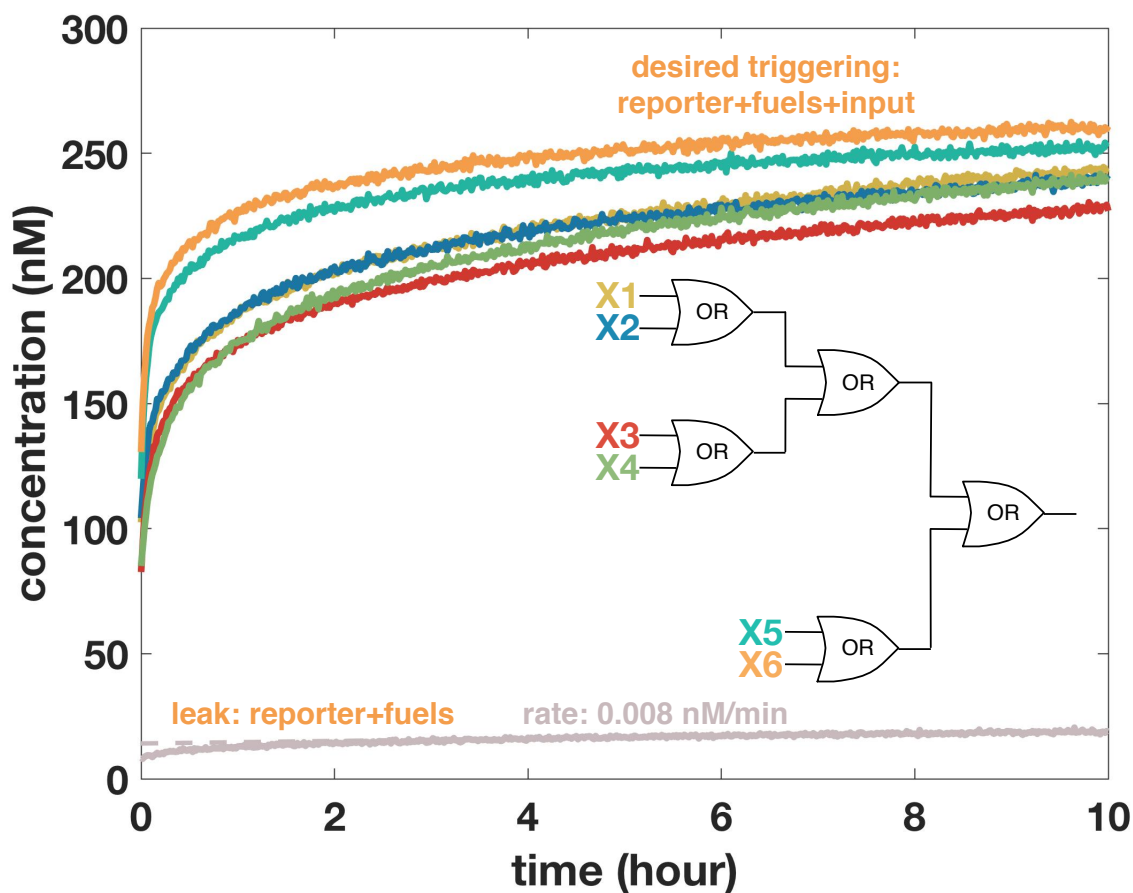 300
250
200
150
100
50
0
concentration (nM)
desired triggering:
reporter+fuels+input
X1
X2
OR
OR
X3
X4
OR
OR
X5
X6
OR
leak: reporter+fuels
rate: 0.008 nM/min
0
2
4
6
8
10
time (hour)